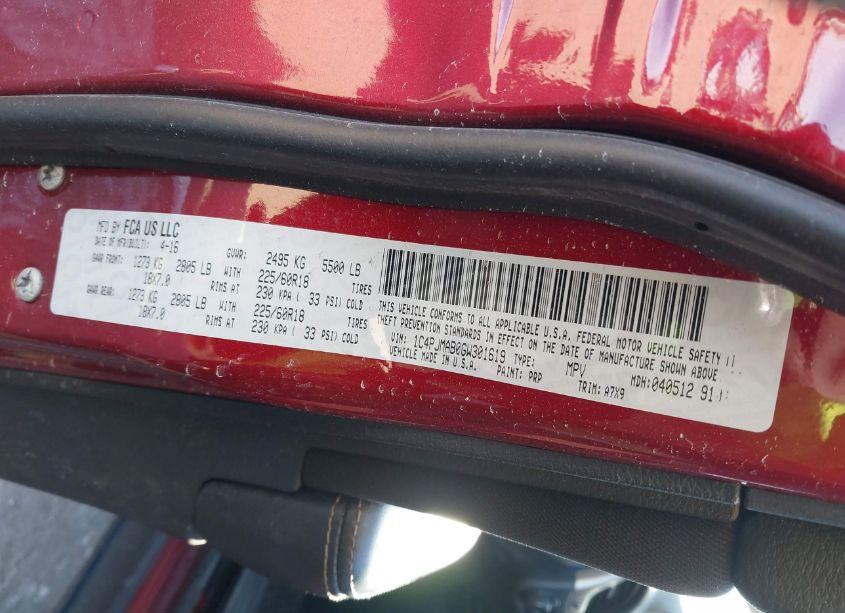 MFD BY FCA US LLC
DATE OF MFR(BUILT): 4-16 GVWR: 2495 KG 5500 LB
GAWR FRONT: 1273 KG 2805 LB WITH 225/60R18 TIRES
18X7.0 RIMS AT 230 KPA ( 33 PSI) COLD
GAWR REAR: 1273 KG 2805 LB WITH 225/60R18 TIRES
18X7.0 RIMS AT 230 KPA ( 33 PSI) COLD
THIS VEHICLE CONFORMS TO ALL APPLICABLE U.S.A. FEDERAL MOTOR VEHICLE SAFETY
THEFT PREVENTION STANDARDS IN EFFECT ON THE DATE OF MANUFACTURE SHOWN ABOVE
VIN: 1C4PJMAB0GW301619 TYPE: MPV MDH: 040512
VEHICLE MADE IN U.S.A. PAINT: PRP TRIM: A7X9